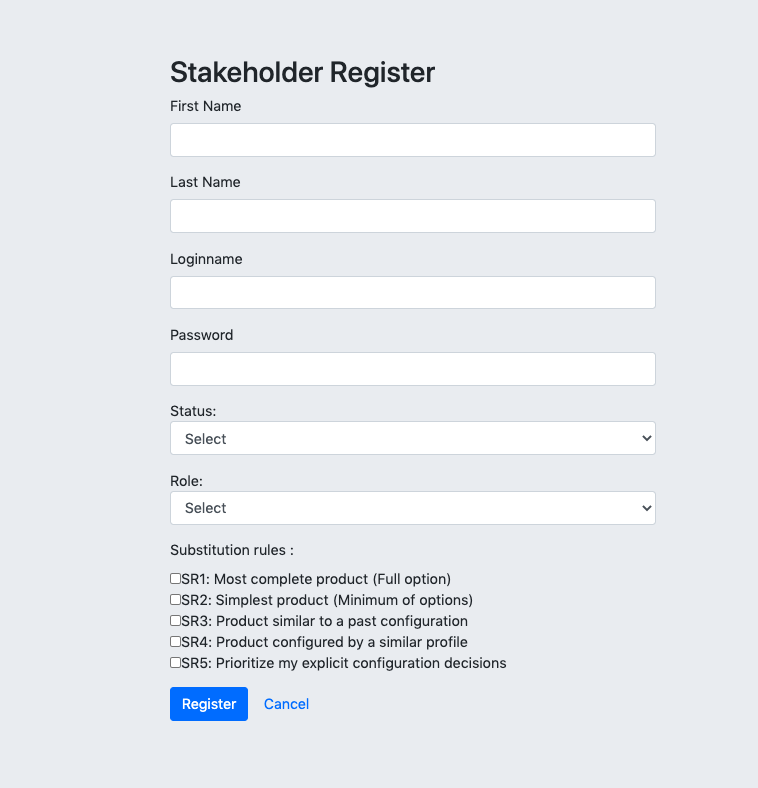 Stakeholder Register
First Name
Last Name
Loginname
Password
Status:
Select
Role:
Select
Substitution rules :
SR1: Most complete product (Full option)
SR2: Simplest product (Minimum of options)
SR3: Product similar to a past configuration
SR4: Product configured by a similar profile
SR5: Prioritize my explicit configuration decisions
Register Cancel